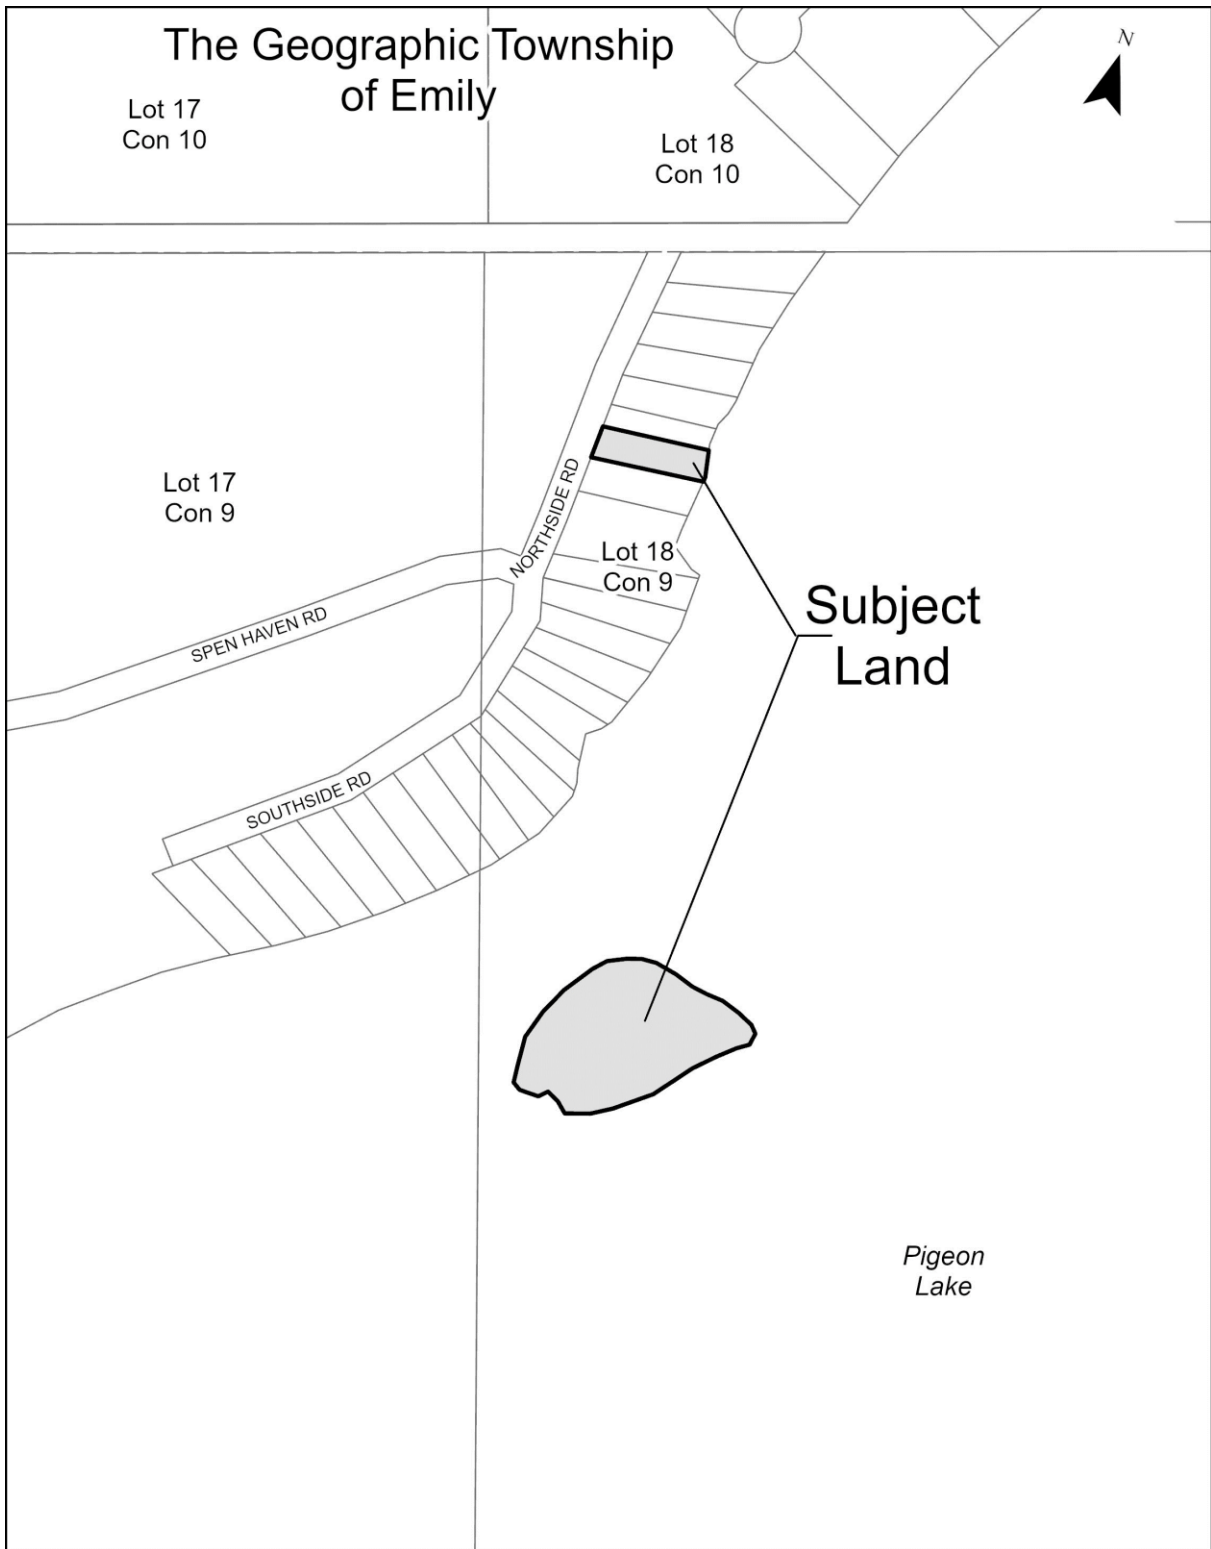 The Geographic Township
of Emily
N
Lot 17
Con 10
Lot 18
Con 10
Lot 17
Con 9
NORTHSIDE RD
Lot 18
Con 9
Subject
Land
SPEN HAVEN RD
SOUTHSIDE RD
Pigeon
Lake